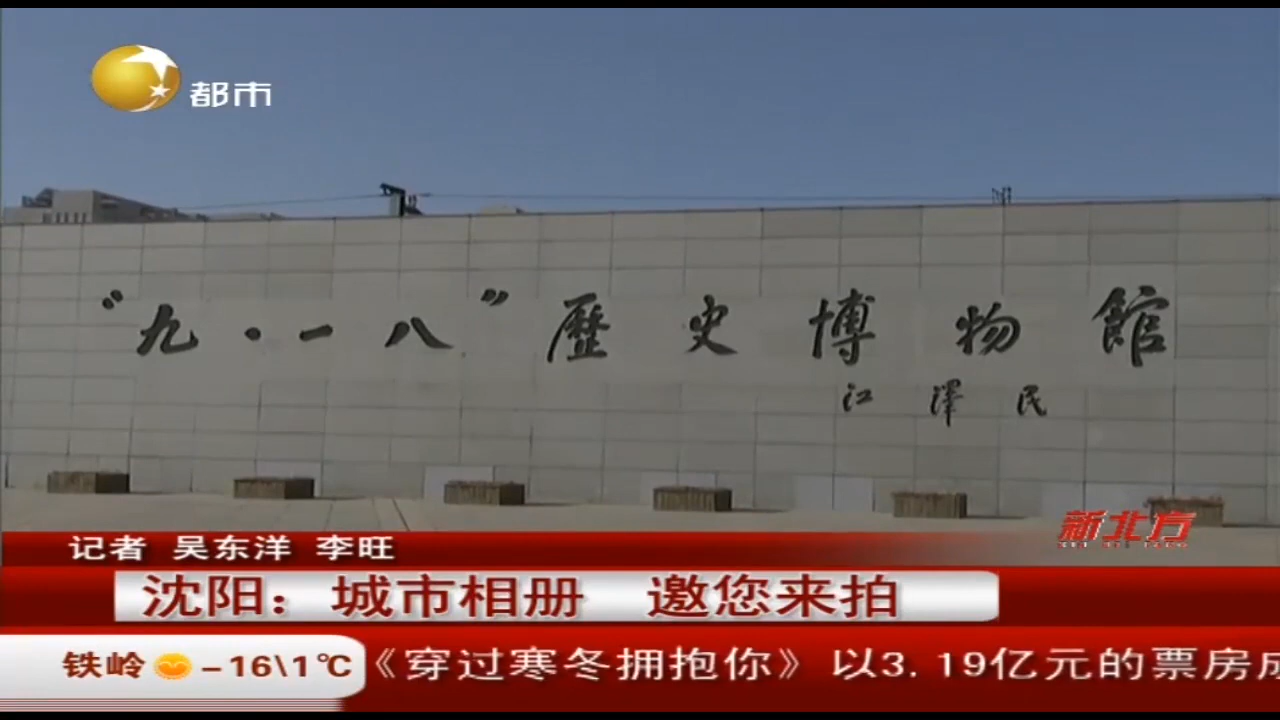 都市
“九·一八”歷史博物館
江澤民
新北方
记者 吴东洋 李旺
沈阳：城市相册 邀您来拍
铁岭 -16\1℃ 《穿过寒冬拥抱你》以3.19亿元的票房成